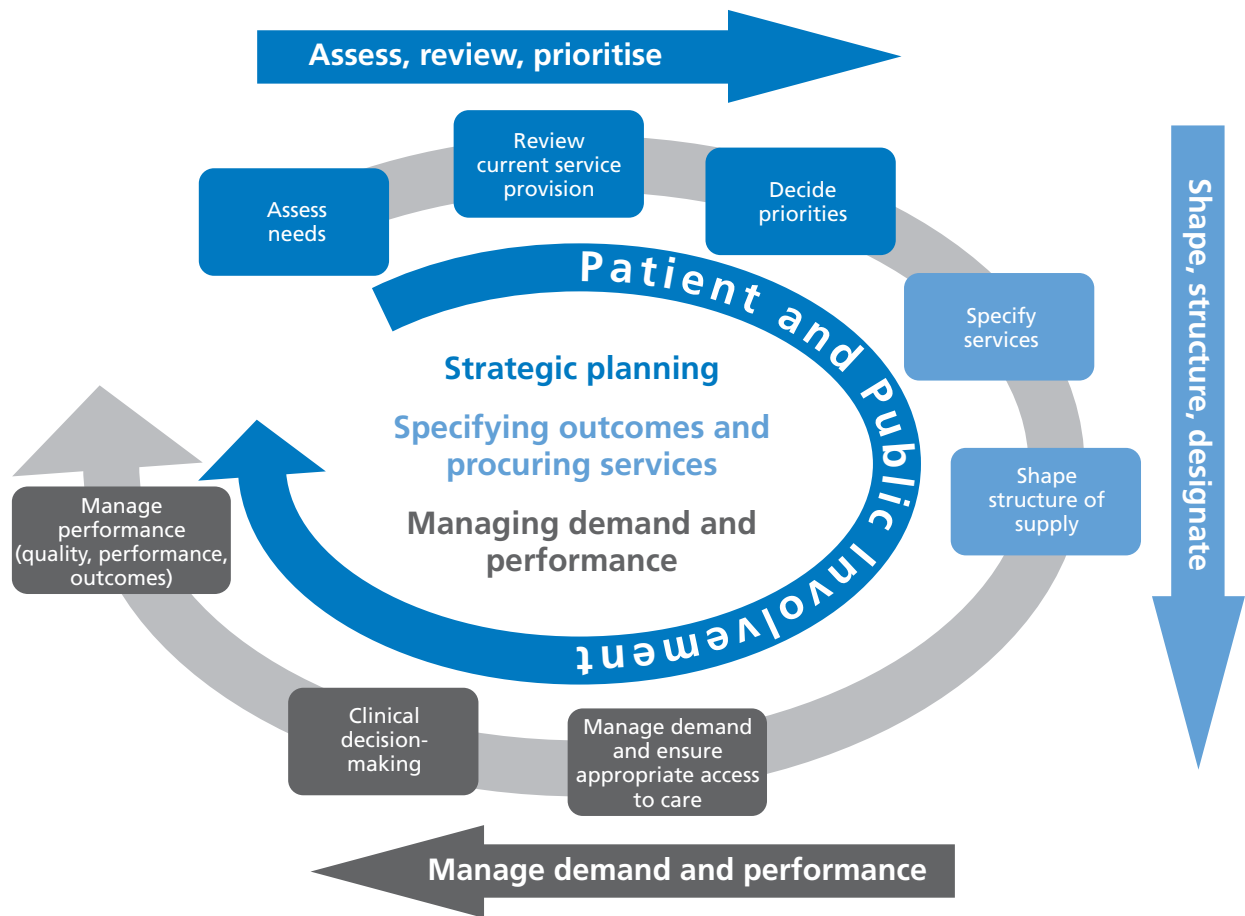 Assess, review, prioritise
Review
current service
provision
Assess
needs
Decide
priorities
Specify
services
Shape
structure of
supply
Shape, structure, designate
Patient and Public Involvement
Strategic planning
Specifying outcomes and
procuring services
Managing demand and
performance
Manage
performance
(quality, performance,
outcomes)
Clinical
decision-
making
Manage demand
and ensure
appropriate access
to care
Manage demand and performance